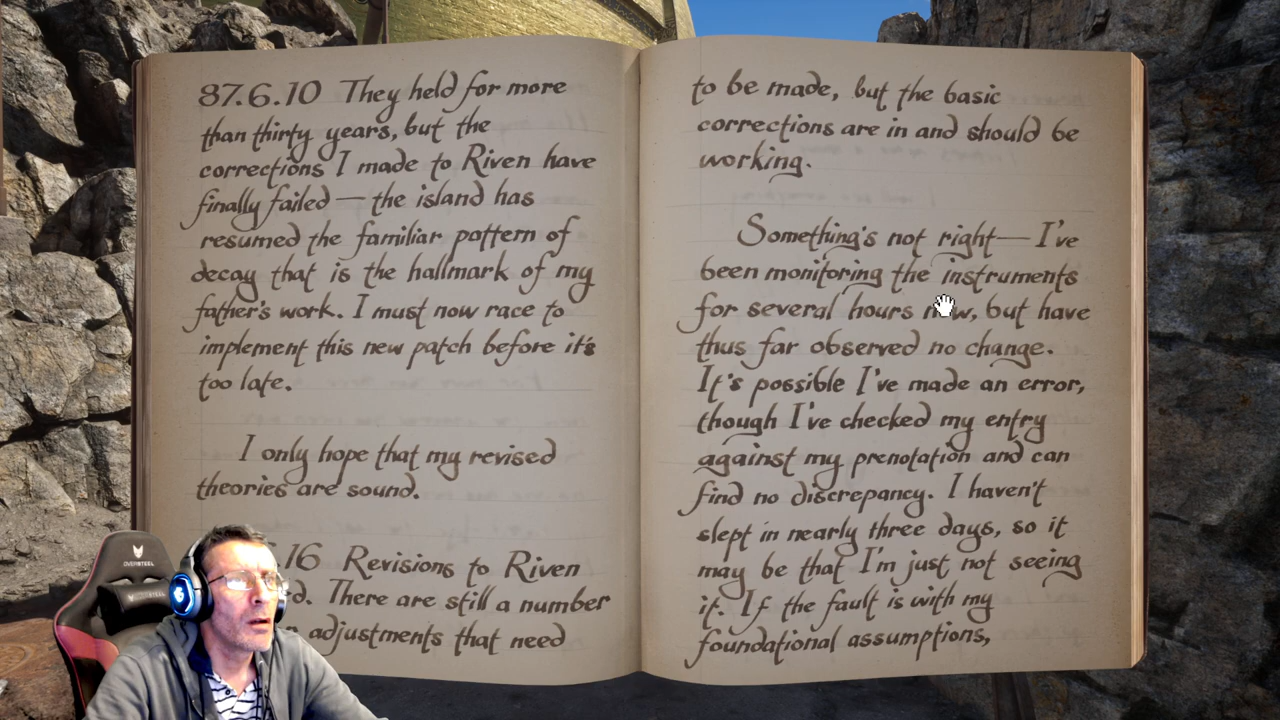 87.6.10 They held for more
than thirty years, but the
corrections I made to Riven have
finally failed — the island has
resumed the familiar pattern of
decay that is the hallmark of my
father's work. I must now race to
implement this new patch before it's
too late.
I only hope that my revised
theories are sound.
.16 Revisions to Riven
d. There are still a number
adjustments that need
to be made, but the basic
corrections are in and should be
working.
Something's not right— I've
been monitoring the instruments
for several hours now, but have
thus far observed no change.
It's possible I've made an error,
though I've checked my entry
against my prenotation and can
find no discrepancy. I haven't
slept in nearly three days, so it
may be that I'm just not seeing
it. If the fault is with my
foundational assumptions,
OVERSTEEL